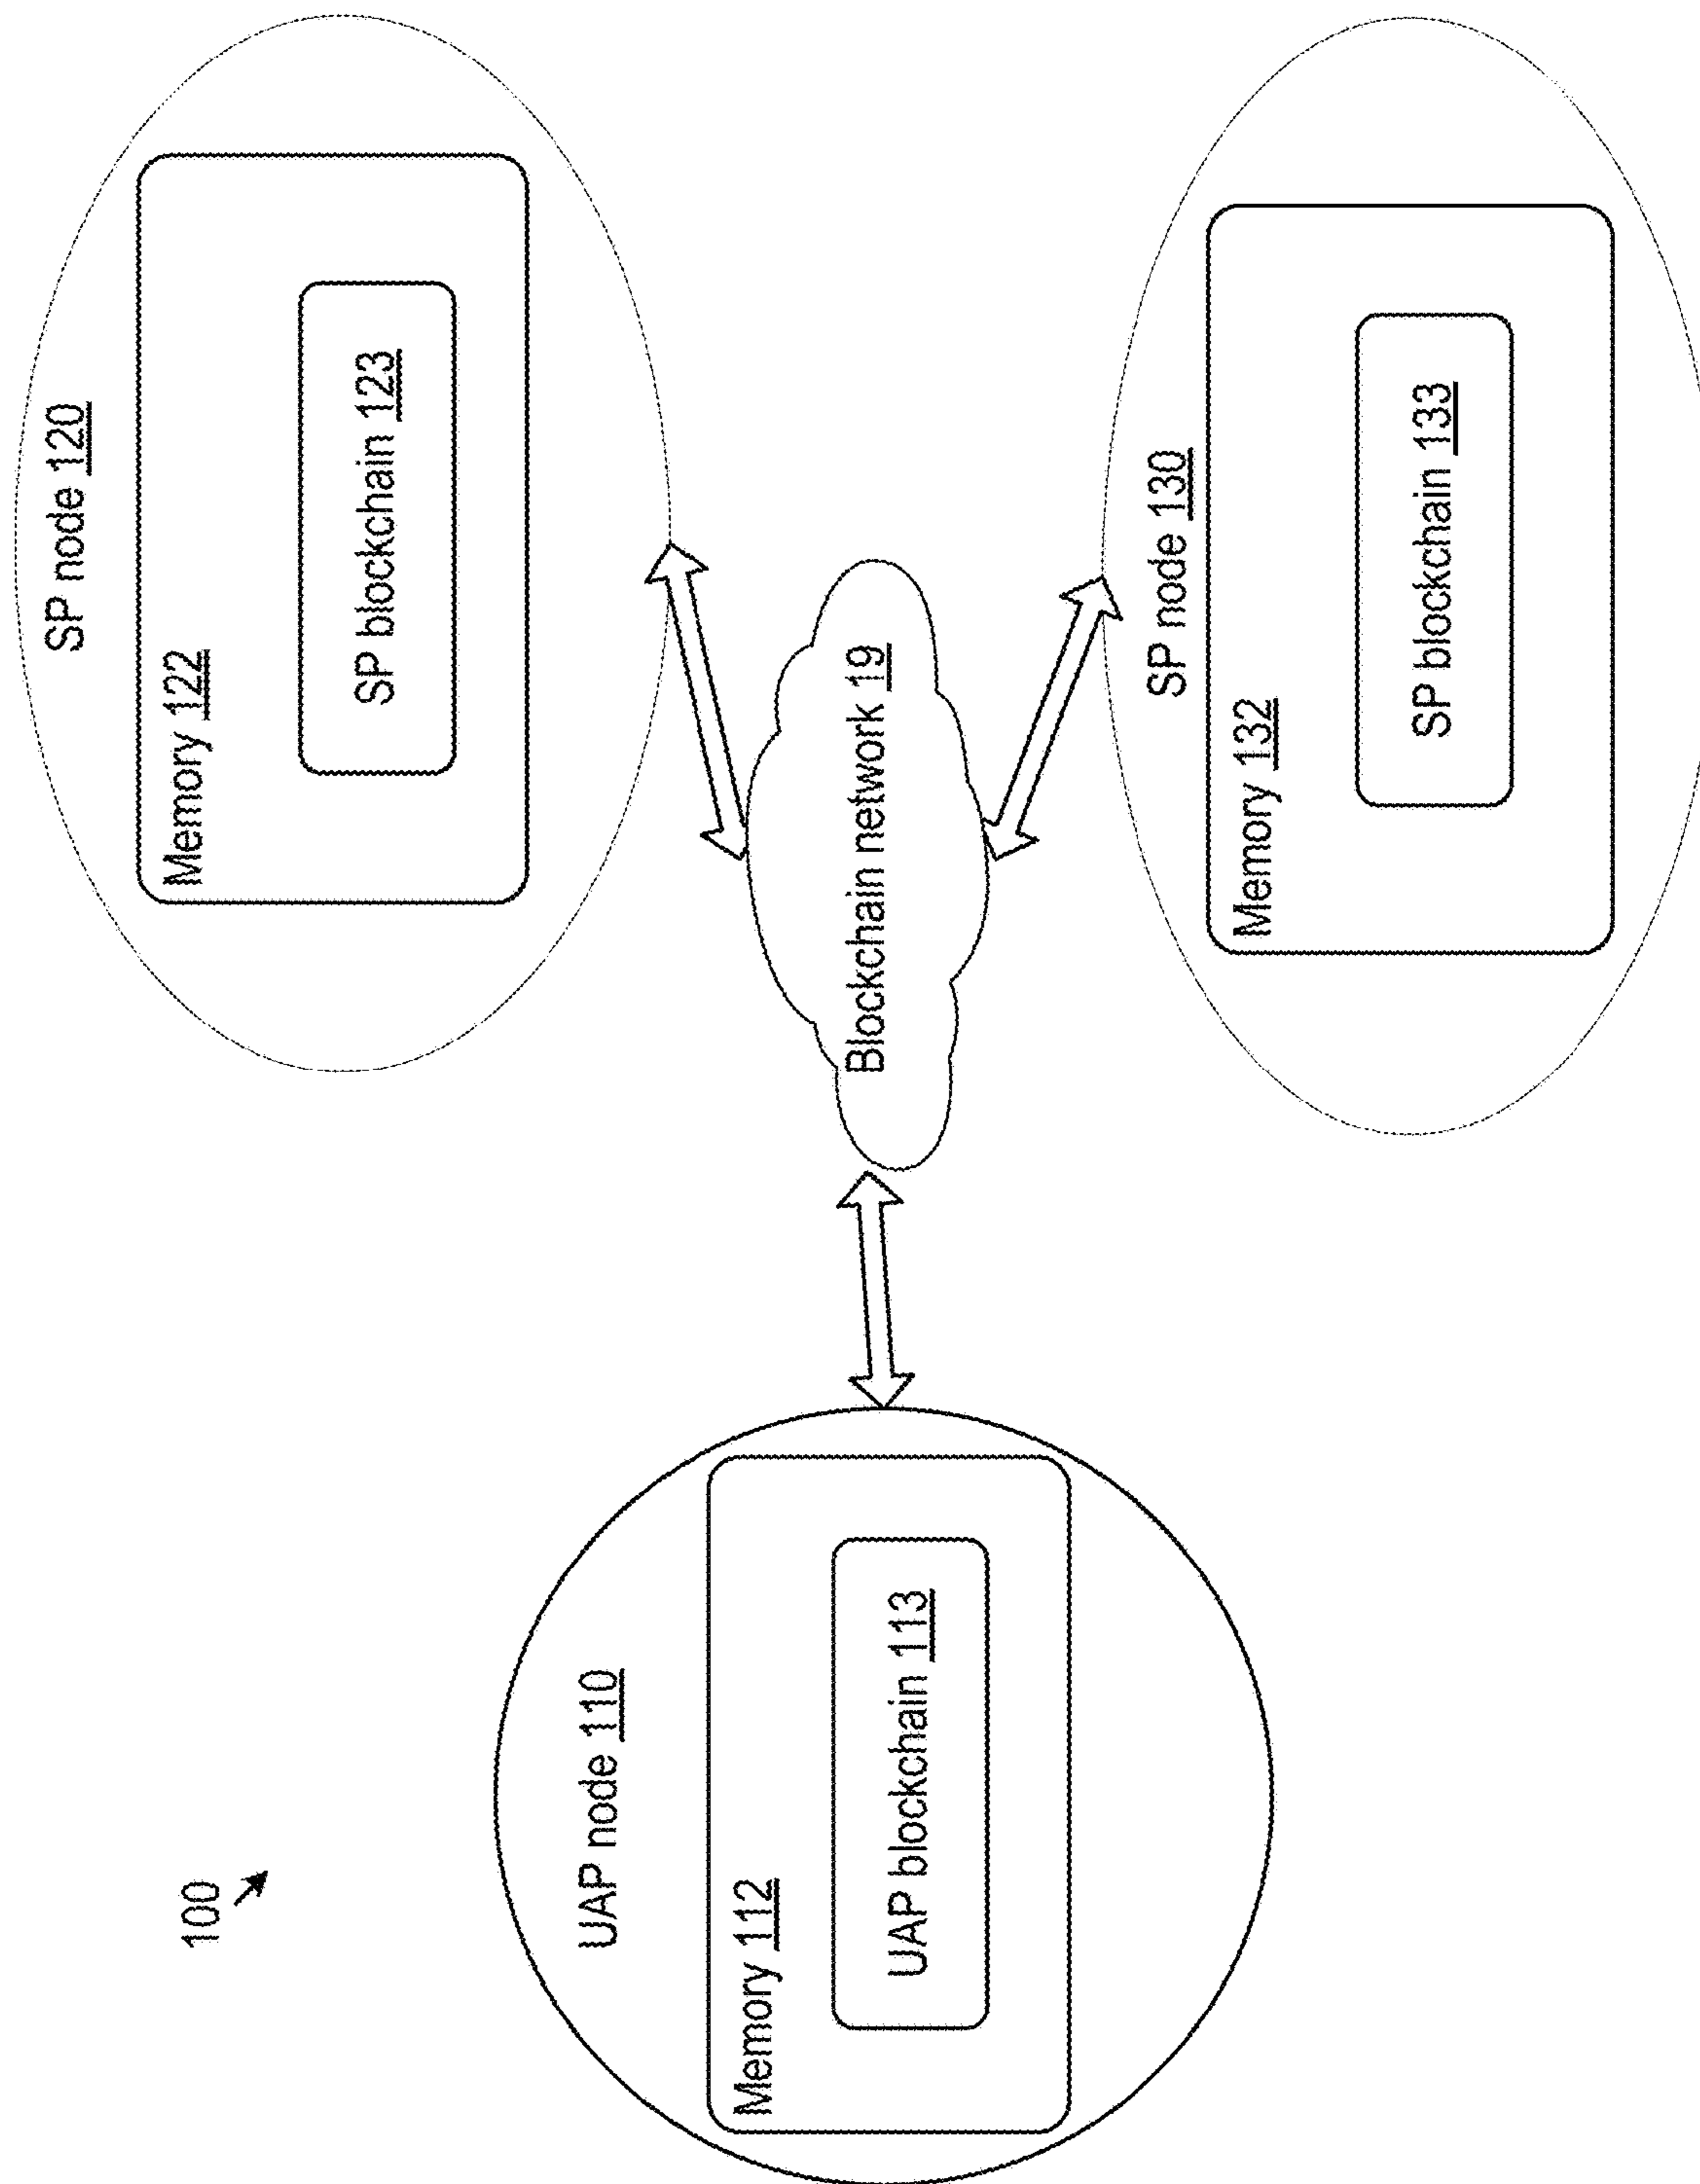 100
UAP node 110
Memory 112
UAP blockchain 113
Blockchain network 19
SP node 120
Memory 122
SP blockchain 123
SP node 130
Memory 132
SP blockchain 133